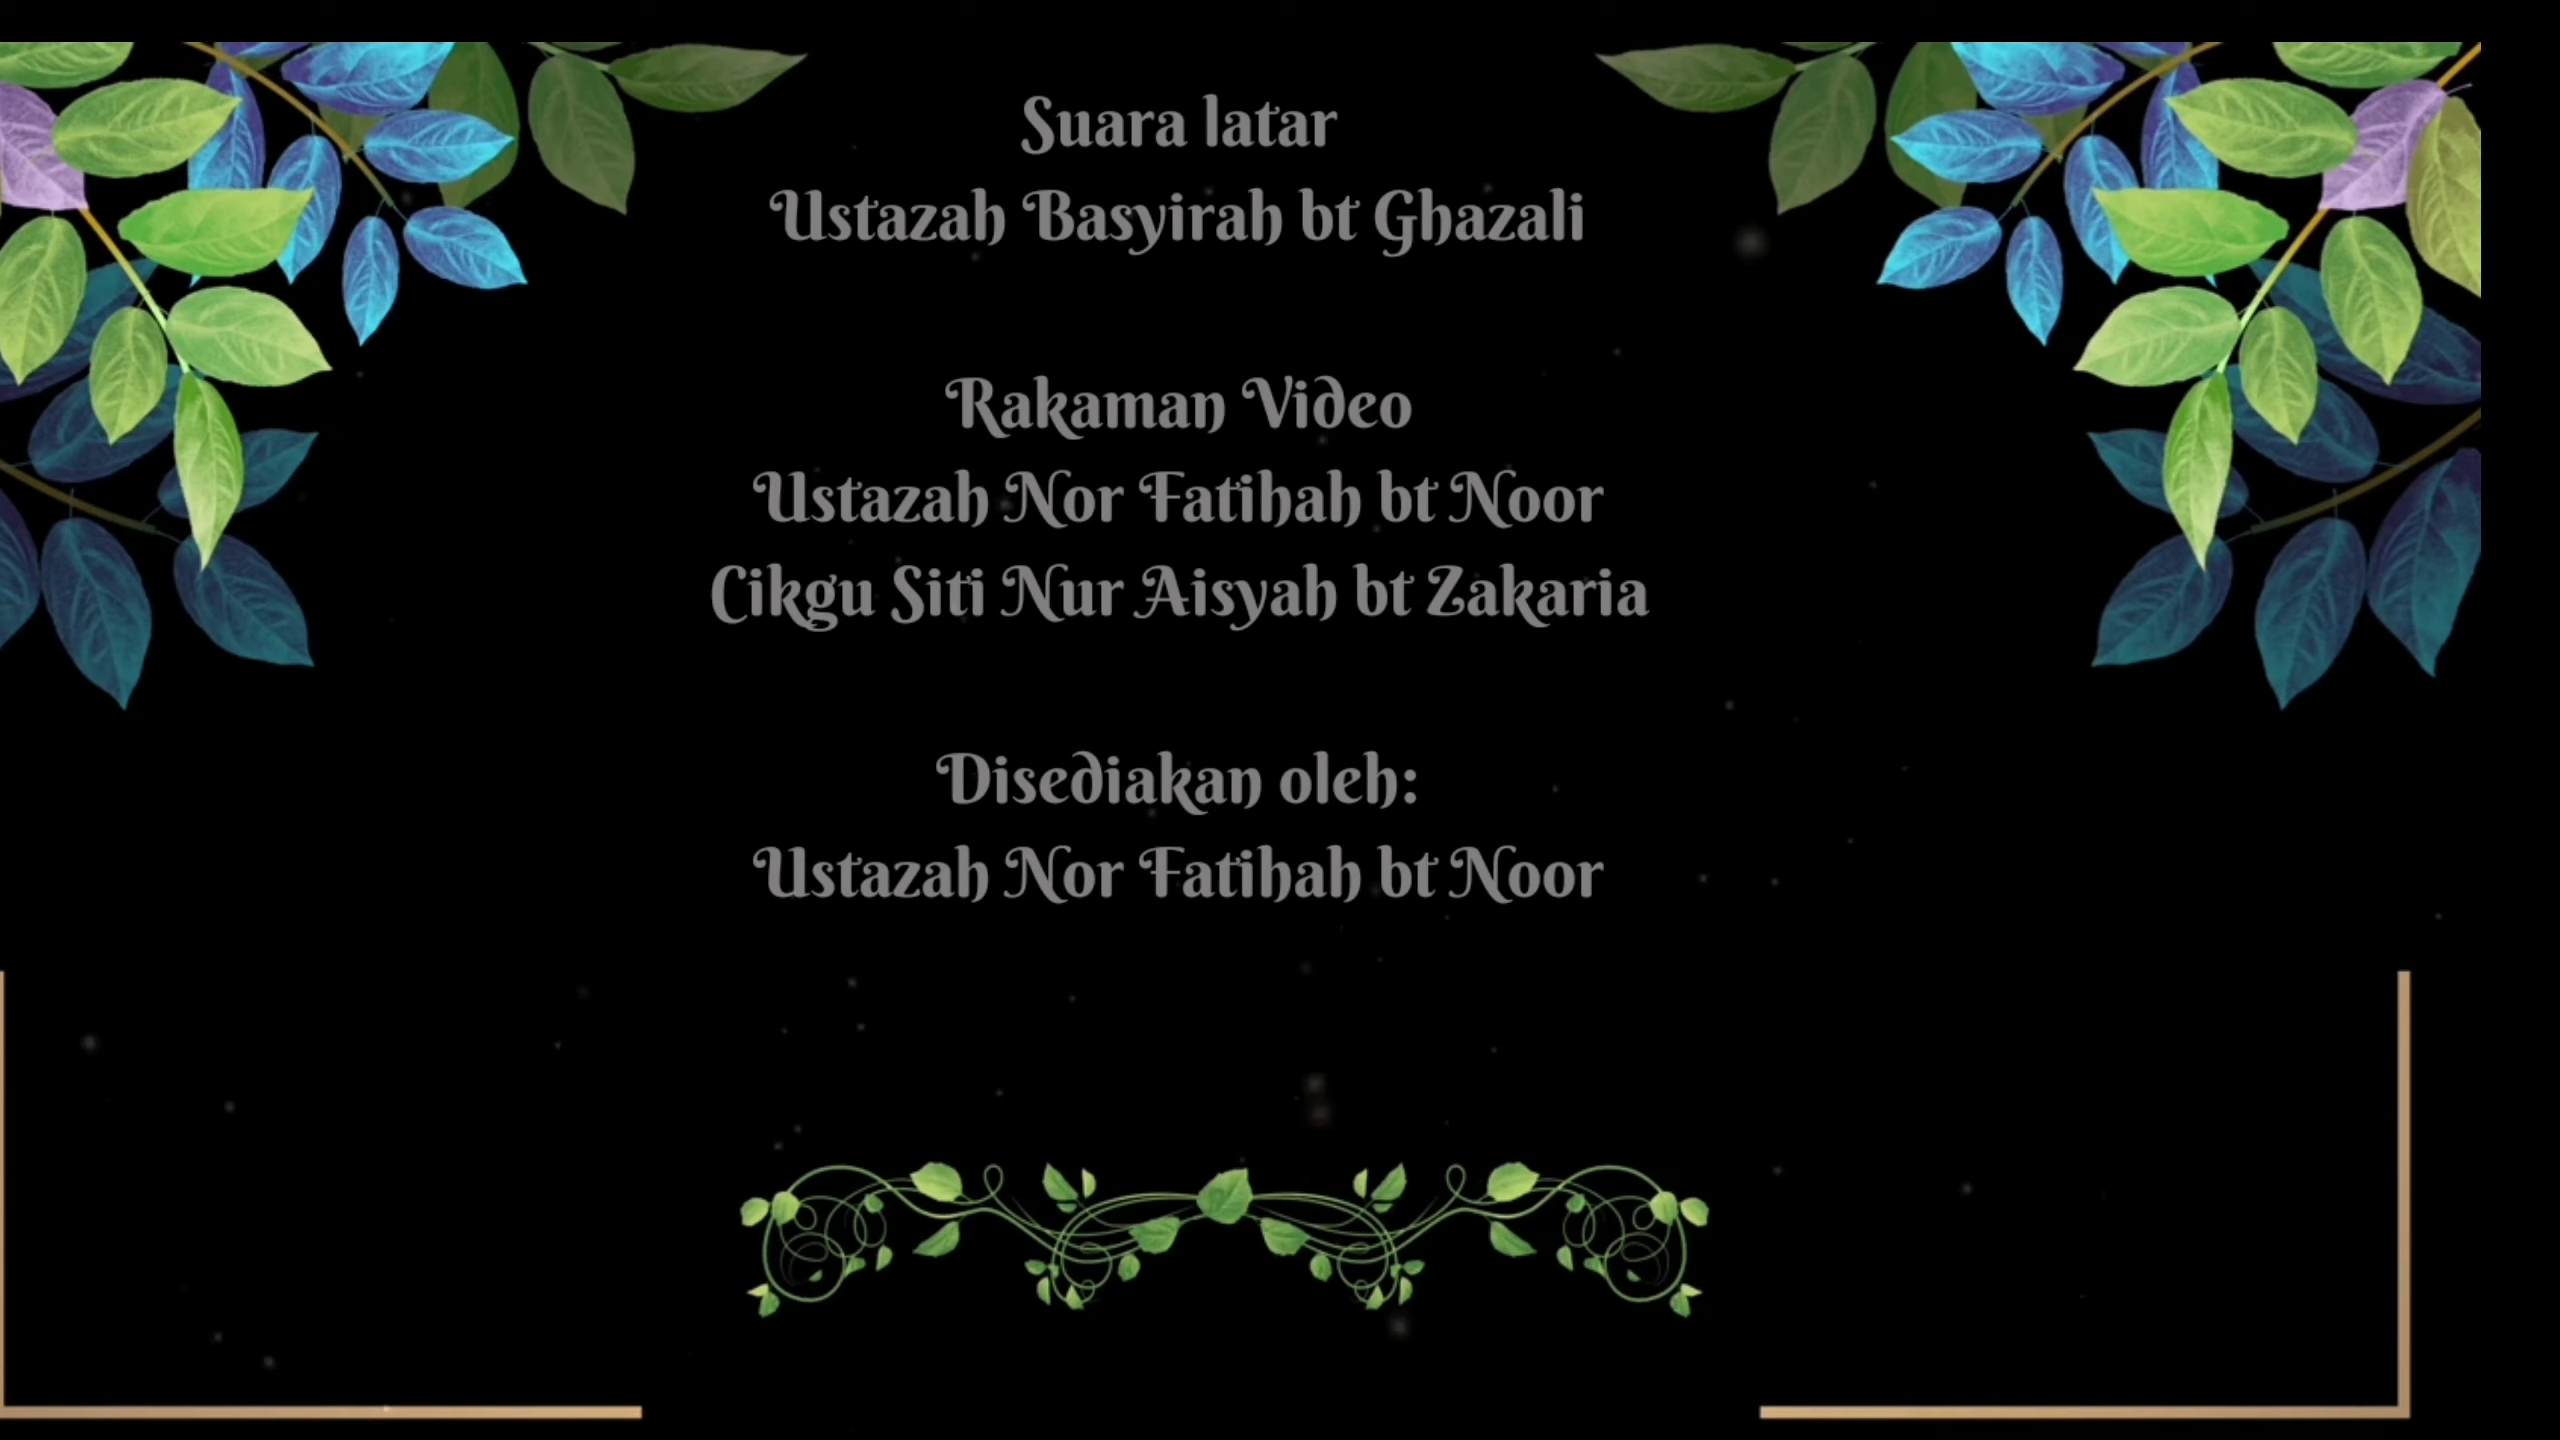 Suara latar
Ustazah Basyirah bt Ghazali
Rakaman Video
Ustazah Nor Fatihah bt Noor
Cikgu Siti Nur Aisyah bt Zakaria
Disediakan oleh:
Ustazah Nor Fatihah bt Noor